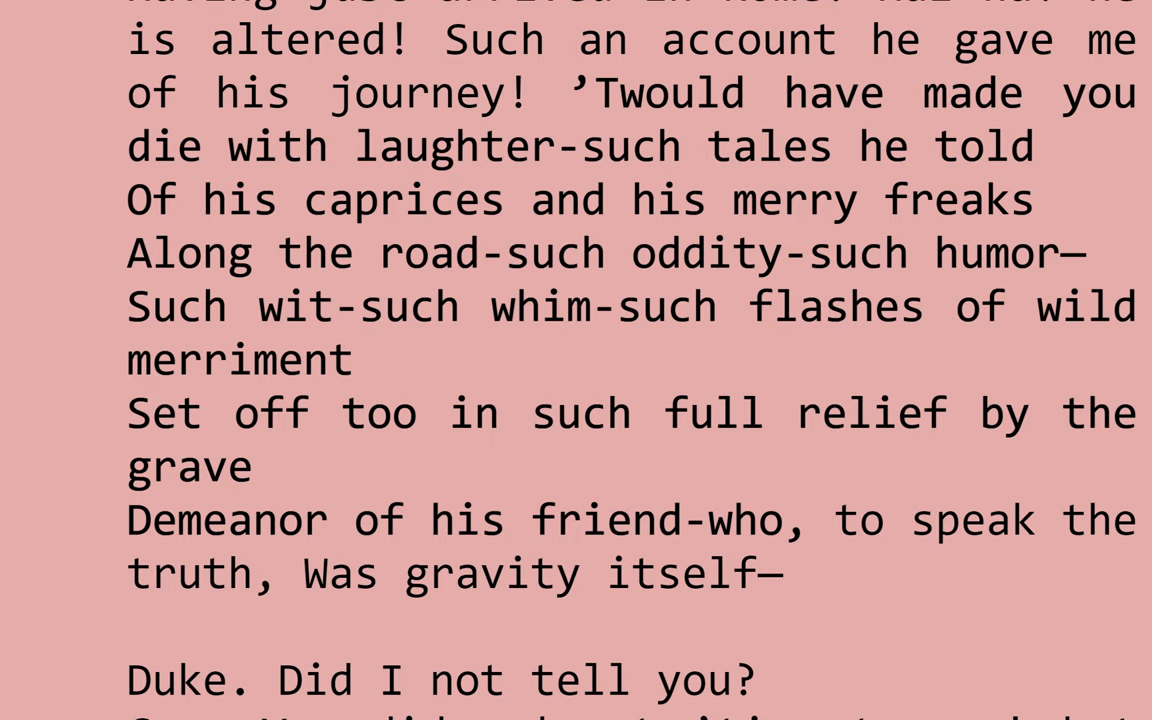 is altered! Such an account he gave me
of his journey! ’Twould have made you
die with laughter-such tales he told
Of his caprices and his merry freaks
Along the road-such oddity-such humor—
Such wit-such whim-such flashes of wild
merriment
Set off too in such full relief by the
grave
Demeanor of his friend-who, to speak the
truth, Was gravity itself—
Duke. Did I not tell you?